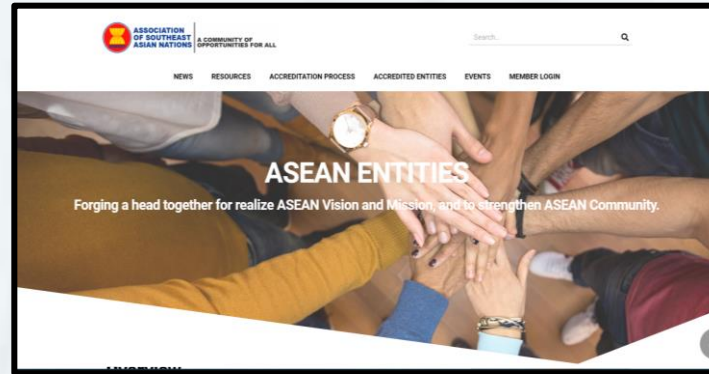 ASSOCIATION
OF SOUTHEAST
ASIAN NATIONS
A COMMUNITY OF
OPPORTUNITIES FOR ALL
Search..
NEWS RESOURCES ACCREDITATION PROCESS ACCREDITED ENTITIES EVENTS MEMBER LOGIN
ASEAN ENTITIES
Forging a head together for realize ASEAN Vision and Mission, and to strengthen ASEAN Community.